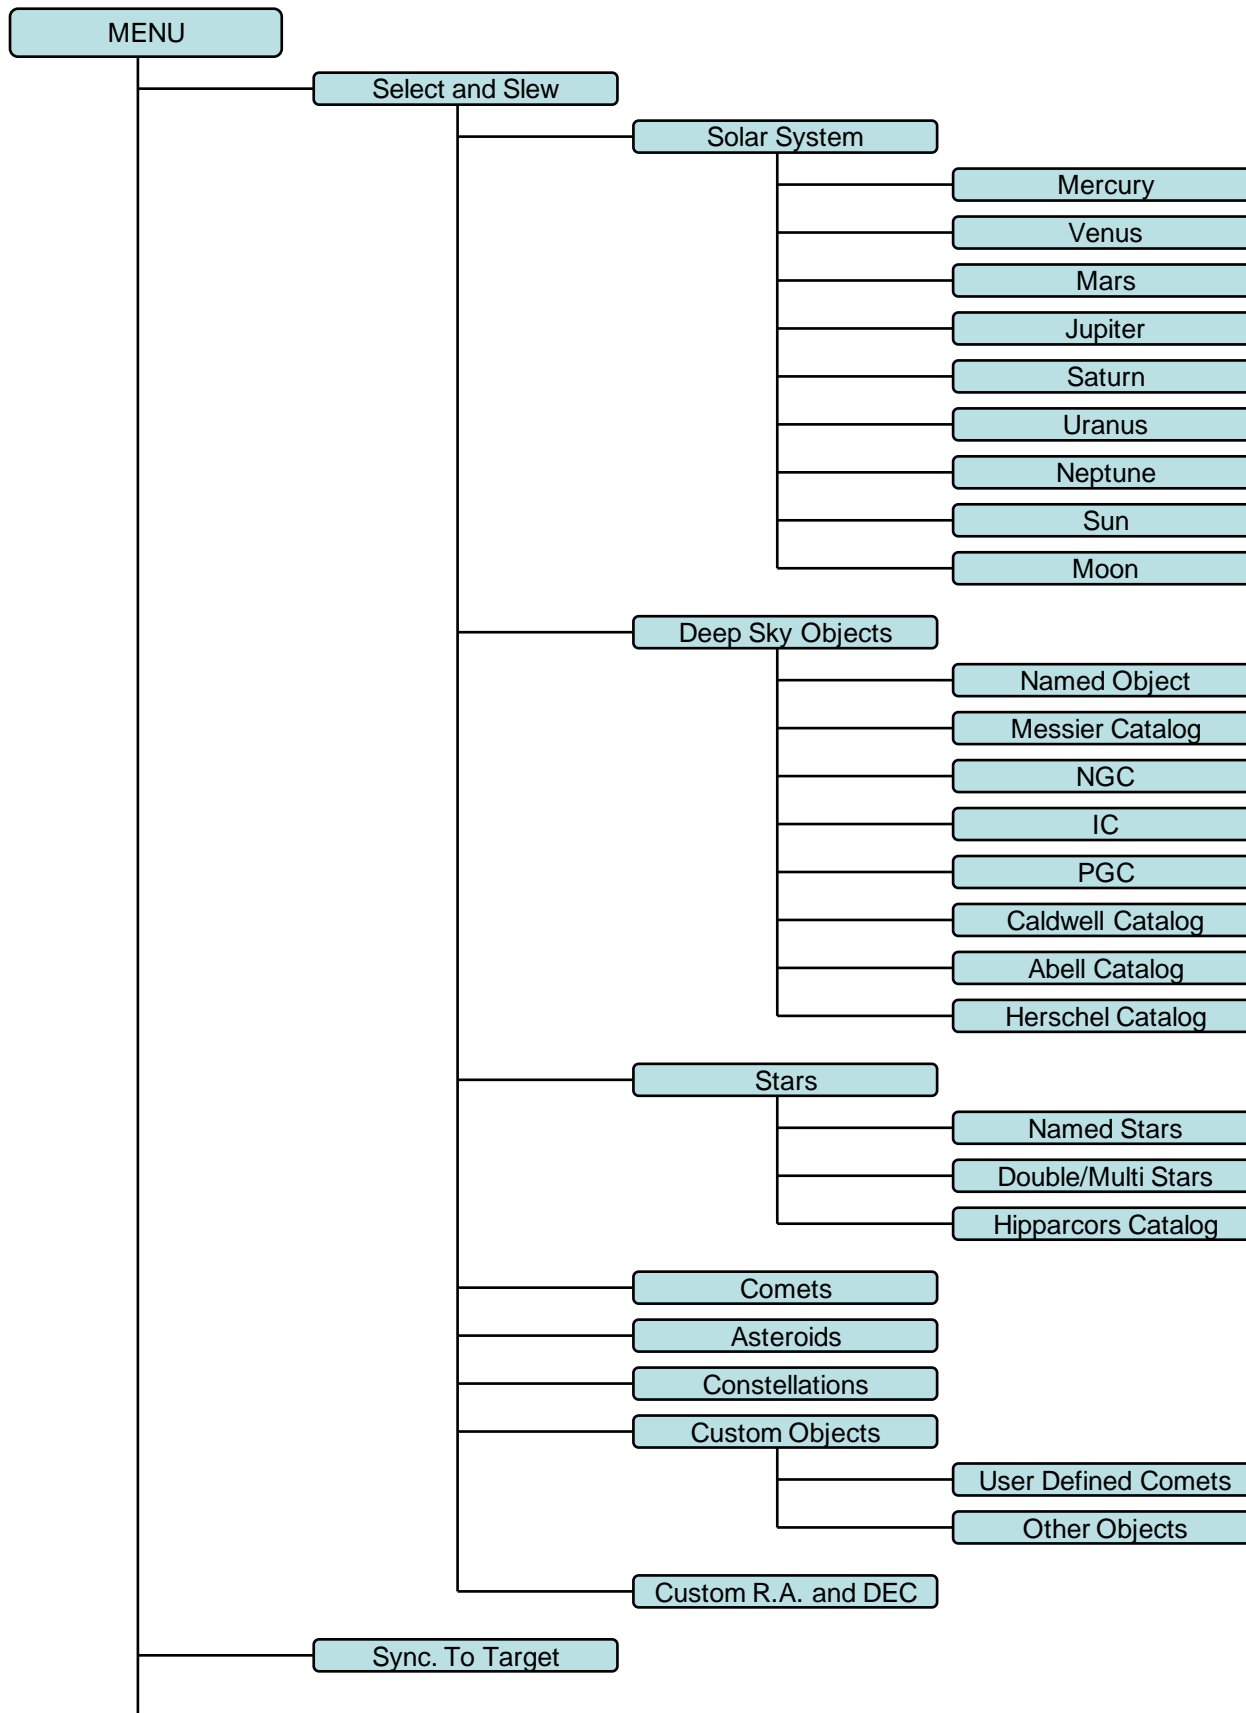 MENU
Select and Slew
Solar System
Mercury
Venus
Mars
Jupiter
Saturn
Uranus
Neptune
Sun
Moon
Deep Sky Objects
Named Object
Messier Catalog
NGC
IC
PGC
Caldwell Catalog
Abell Catalog
Herschel Catalog
Stars
Named Stars
Double/Multi Stars
Hipparcors Catalog
Comets
Asteroids
Constellations
Custom Objects
User Defined Comets
Other Objects
Custom R.A. and DEC
Sync. To Target